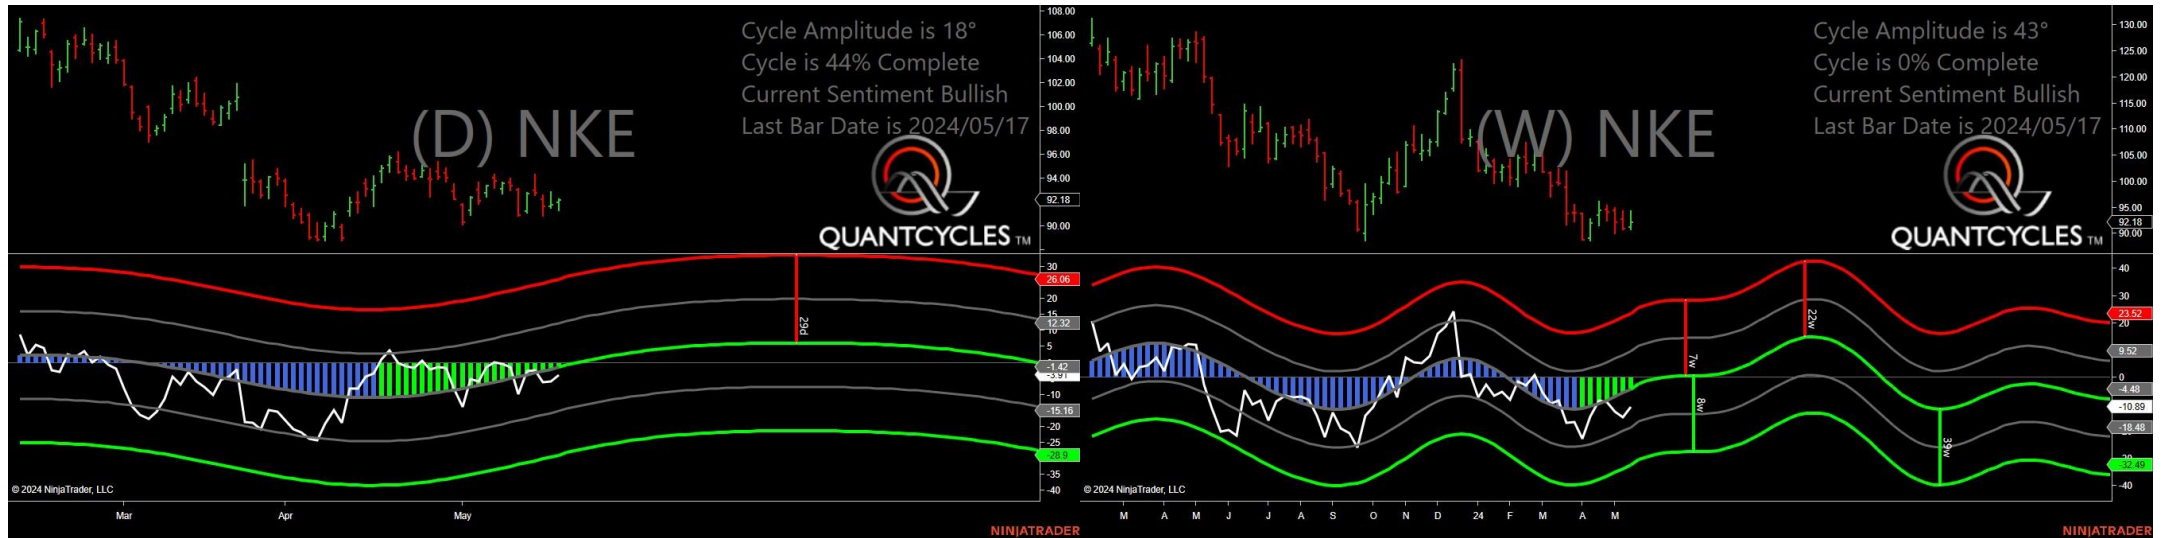 Cycle Amplitude is 18°
Cycle is 44% Complete
Current Sentiment Bullish
Last Bar Date is 2024/05/17
(D) NKE
QUANTCYCLES TM
108.00
106.00
104.00
102.00
100.00
98.00
96.00
94.00
92.18
90.00
30
26.06
20
15
12.32
10
5
-1.42
-3.91
-10
-15.16
-20
-25
-28.9
-35
-40
29d
© 2024 NinjaTrader, LLC
Mar Apr May
NINJATRADER
Cycle Amplitude is 43°
Cycle is 0% Complete
Current Sentiment Bullish
Last Bar Date is 2024/05/17
(W) NKE
QUANTCYCLES TM
130.00
125.00
120.00
115.00
110.00
105.00
100.00
95.00
92.18
90.00
40
30
23.52
20
9.52
0
-4.48
-10.89
-18.48
-32.49
-40
7w
8w
22w
39w
© 2024 NinjaTrader, LLC
M A M J J A S O N D 24 F M A M
NINJATRADER